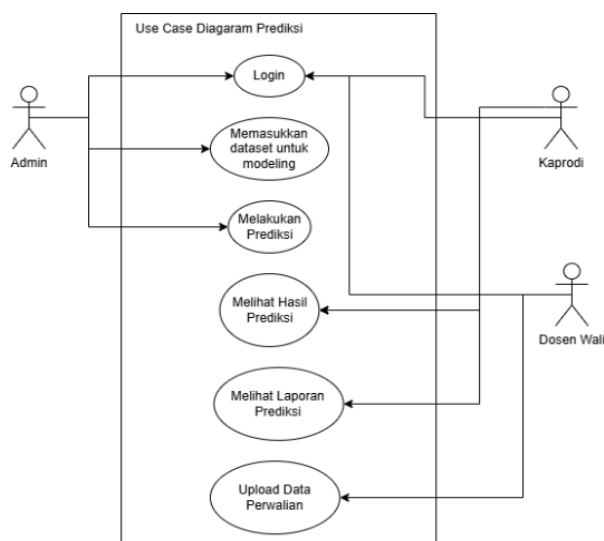 Use Case Diagaram Prediksi
Login
Admin
Memasukkan
dataset untuk
modeling
Kaprodi
Melakukan
Prediksi
Melihat Hasil
Prediksi
Dosen Wali
Melihat Laporan
Prediksi
Upload Data
Perwalian